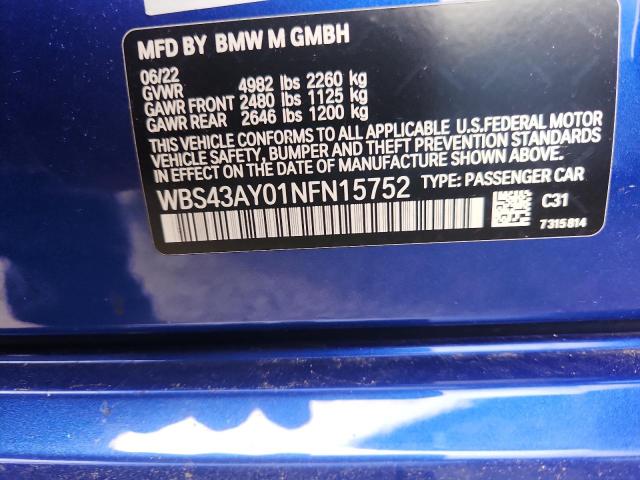 MFD BY BMW M GMBH
06/22
GVWR 4982 lbs 2260 kg
GAWR FRONT 2480 lbs 1125 kg
GAWR REAR 2646 lbs 1200 kg
THIS VEHICLE CONFORMS TO ALL APPLICABLE U.S.FEDERAL MOTOR
VEHICLE SAFETY, BUMPER AND THEFT PREVENTION STANDARDS
IN EFFECT ON THE DATE OF MANUFACTURE SHOWN ABOVE.
WBS43AY01NFN15752 TYPE: PASSENGER CAR
C31
7315814